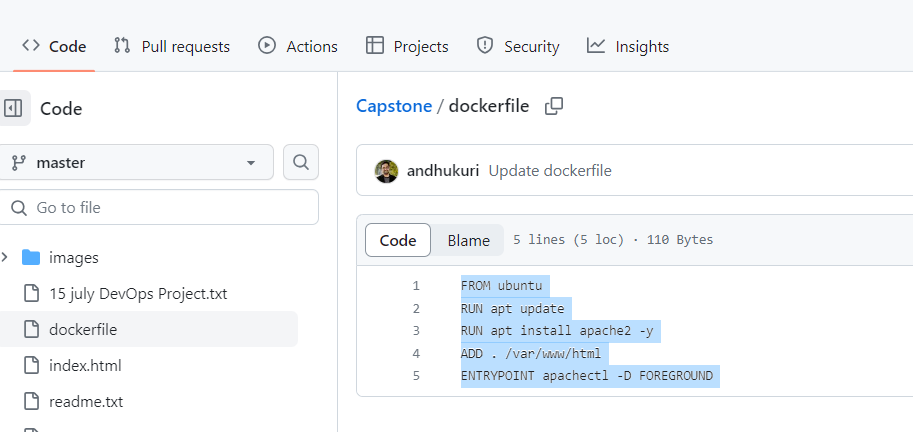 Code
Pull requests
Actions
Projects
Security
Insights
Code
master
Go to file
images
15 july DevOps Project.txt
dockerfile
index.html
readme.txt
Capstone / dockerfile
andhukuri Update dockerfile
Code Blame 5 lines (5 loc) · 110 Bytes
1 FROM ubuntu
2 RUN apt update
3 RUN apt install apache2 -y
4 ADD . /var/www/html
5 ENTRYPOINT apachectl -D FOREGROUND